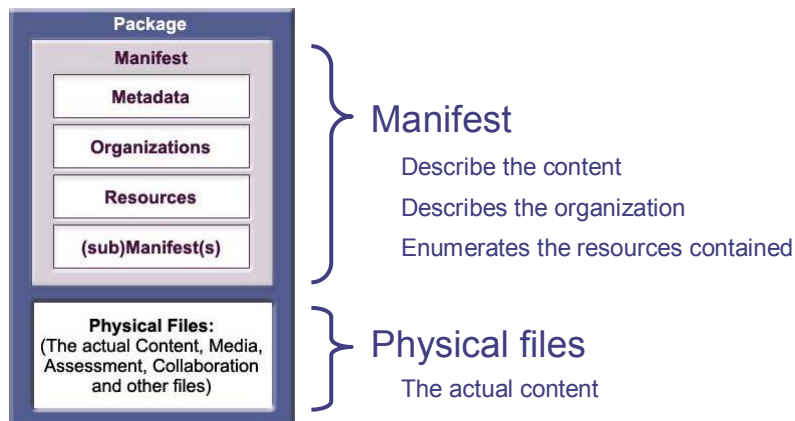 Package
Manifest
Metadata
Organizations
Resources
(sub)Manifest(s)
Physical Files:
(The actual Content, Media,
Assessment, Collaboration
and other files)
Manifest
Describe the content
Describes the organization
Enumerates the resources contained
Physical files
The actual content